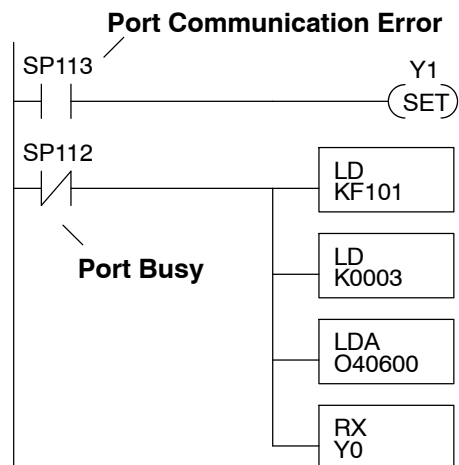 Port Communication Error
SP113
Y1
SET
SP112
LD
KF101
Port Busy
LD
K0003
LDA
O40600
RX
Y0